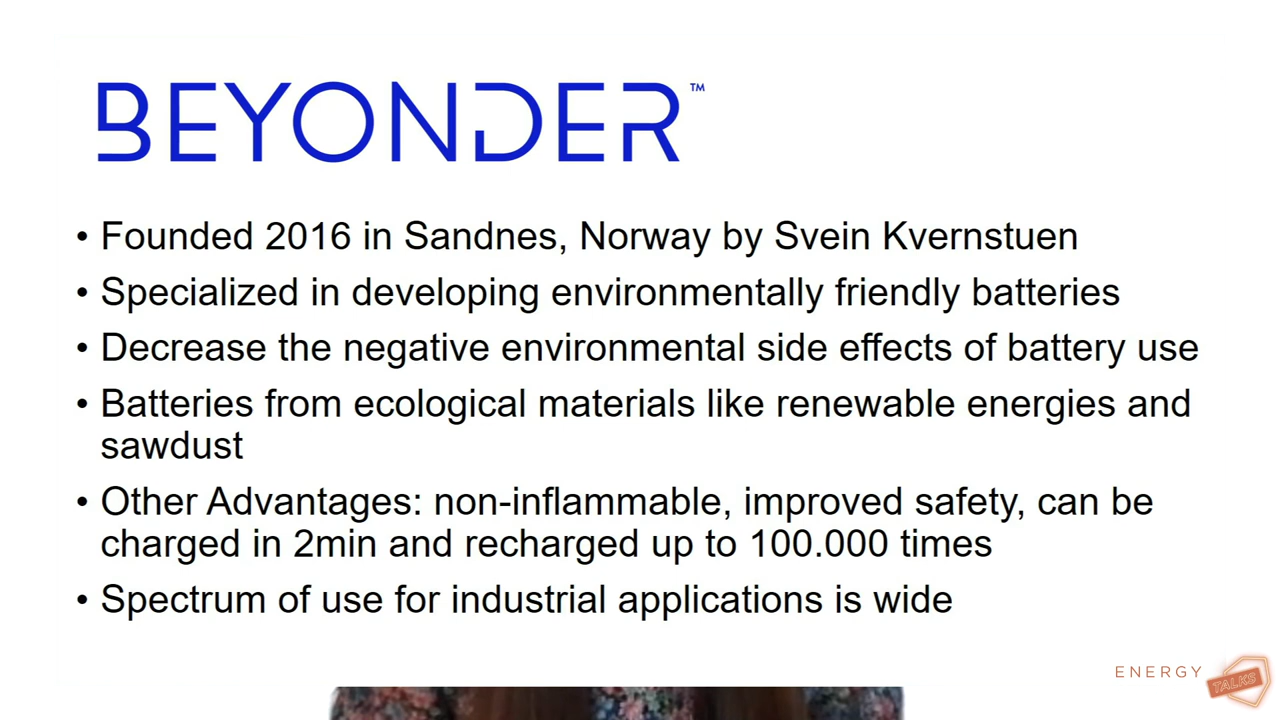 BEYONDER™
• Founded 2016 in Sandnes, Norway by Svein Kvernstuen
• Specialized in developing environmentally friendly batteries
• Decrease the negative environmental side effects of battery use
• Batteries from ecological materials like renewable energies and
sawdust
• Other Advantages: non-inflammable, improved safety, can be
charged in 2min and recharged up to 100.000 times
• Spectrum of use for industrial applications is wide
ENERGY
TALKS